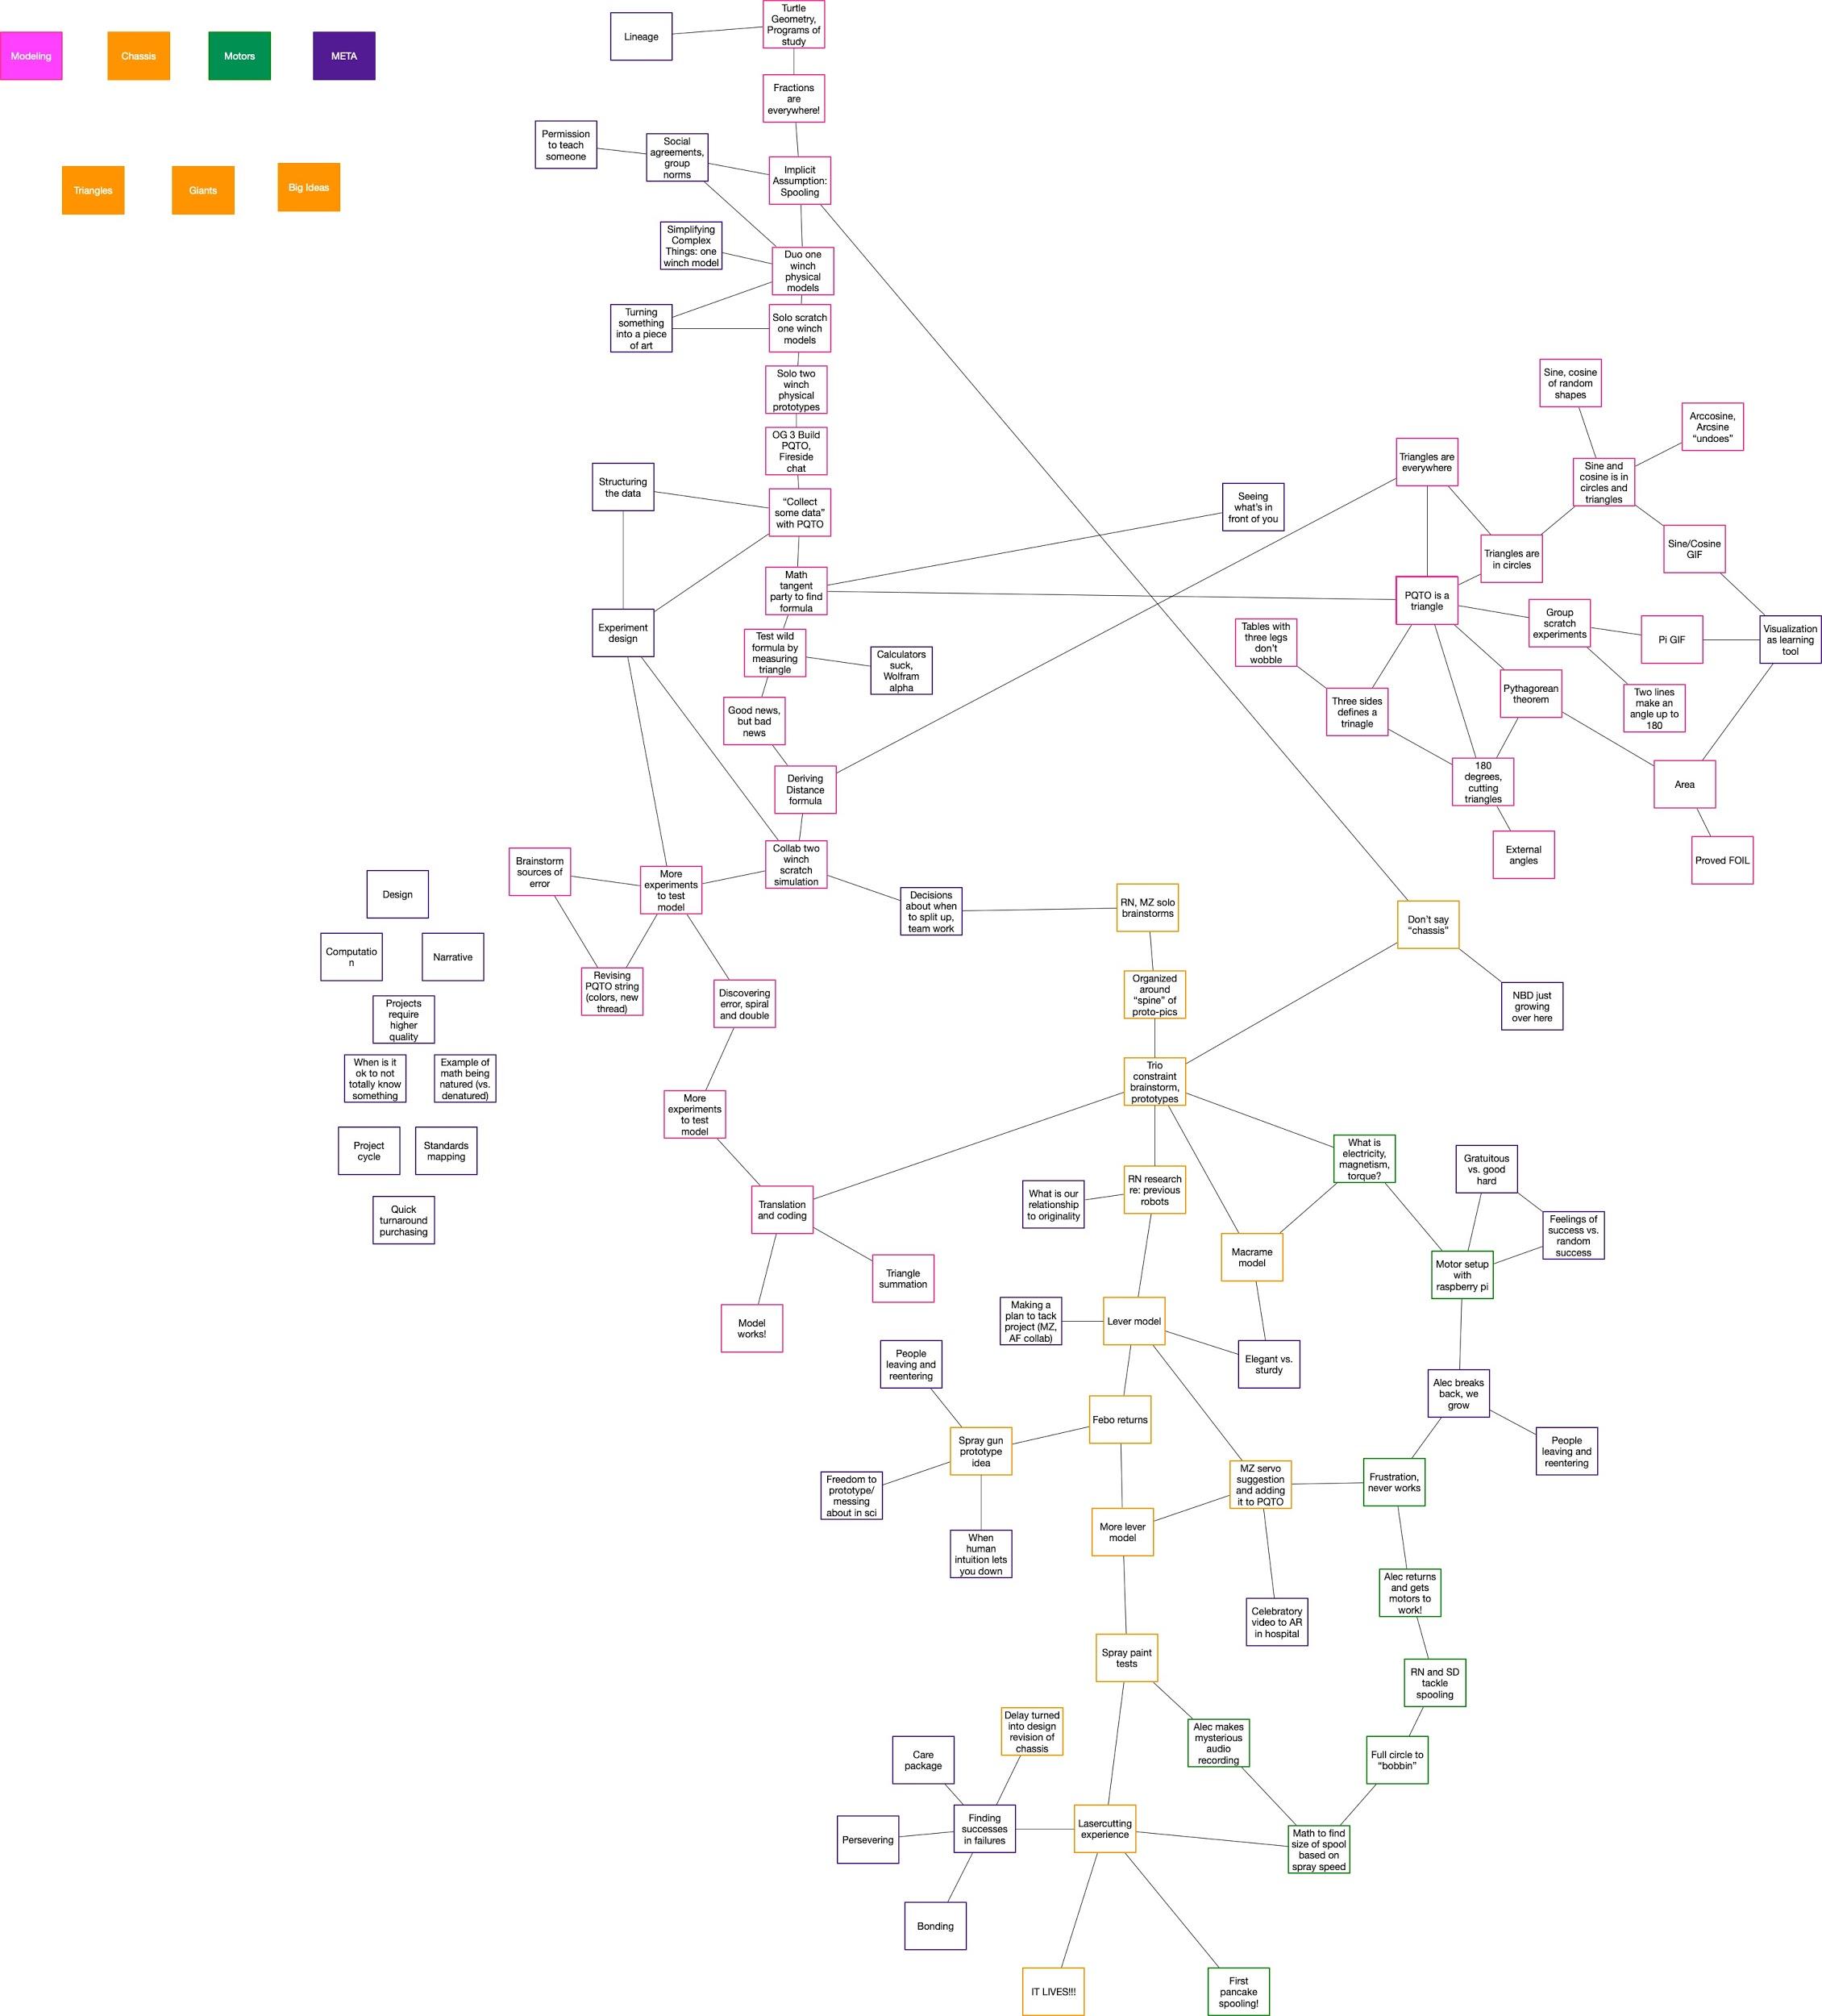 Turtle
Geometry,
Programs of
study
Lineage
Modeling
Chassis
Motors
META
Fractions
are
everywhere!
Permission
to teach
someone
Social
agreements,
group
norms
Implicit
Assumption:
Spooling
Triangles
Giants
Big Ideas
Simplifying
Complex
Things: one
winch model
Duo one
winch
physical
models
Turning
something
into a piece
of art
Solo scratch
one winch
models
Solo two
winch
physical
prototypes
Sine, cosine
of random
shapes
Arccosine,
Arcsine
“undoes”
OG 3 Build
PQTO,
Fireside
chat
Triangles are
everywhere
Sine and
cosine is in
circles and
triangles
Structuring
the data
“Collect
some data”
with PQTO
Seeing
what’s in
front of you
Sine/Cosine
GIF
Triangles are
in circles
Math
tangent
party to find
formula
PQTO is a
triangle
Group
scratch
experiments
Pi GIF
Visualization
as learning
tool
Experiment
design
Test wild
formula by
measuring
triangle
Calculators
suck,
Wolfram
alpha
Tables with
three legs
don’t
wobble
Pythagorean
theorem
Two lines
make an
angle up to
180
Three sides
defines a
trinagle
Good news,
but bad
news
Deriving
Distance
formula
180
degrees,
cutting
triangles
Area
External
angles
Proved FOIL
Collab two
winch
scratch
simulation
Brainstorm
sources of
error
More
experiments
to test
model
Design
Decisions
about when
to split up,
team work
RN, MZ solo
brainstorms
Don’t say
“chassis”
Computatio
n
Narrative
Revising
PQTO string
(colors, new
thread)
Discovering
error, spiral
and double
Organized
around
“spine” of
proto-pics
NBD just
growing
over here
Projects
require
higher
quality
When is it
ok to not
totally know
something
Example of
math being
natured (vs.
denatured)
Trio
constraint
brainstorm,
prototypes
More
experiments
to test
model
Project
cycle
Standards
mapping
What is
electricity,
magnetism,
torque?
Gratuitous
vs. good
hard
Quick
turnaround
purchasing
Translation
and coding
What is our
relationship
to originality
RN research
re: previous
robots
Macrame
model
Feelings of
success vs.
random
success
Triangle
summation
Motor setup
with
raspberry pi
Model
works!
Making a
plan to tack
project (MZ,
AF collab)
Lever model
Elegant vs.
sturdy
People
leaving and
reentering
Alec breaks
back, we
grow
Febo returns
Spray gun
prototype
idea
People
leaving and
reentering
Freedom to
prototype/
messing
about in sci
MZ servo
suggestion
and adding
it to PQTO
Frustration,
never works
When
human
intuition lets
you down
More lever
model
Alec returns
and gets
motors to
work!
Celebratory
video to AR
in hospital
Spray paint
tests
RN and SD
tackle
spooling
Delay turned
into design
revision of
chassis
Alec makes
mysterious
audio
recording
Care
package
Full circle to
“bobbin”
Persevering
Finding
successes
in failures
Lasercutting
experience
Math to find
size of spool
based on
spray speed
Bonding
IT LIVES!!!
First
pancake
spooling!